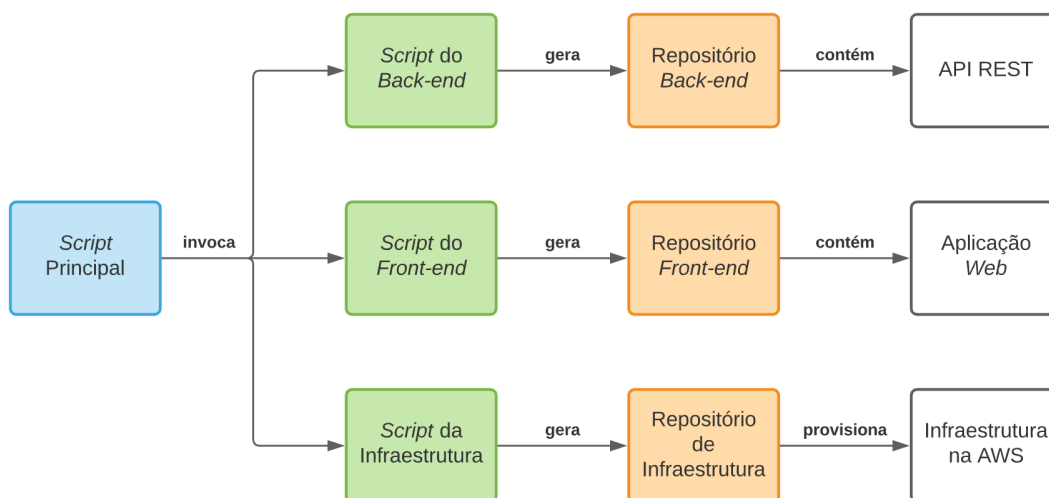 Script do
Back-end
gera
Repositório
Back-end
contém
API REST
Script
Principal
invoca
Script do
Front-end
gera
Repositório
Front-end
contém
Aplicação
Web
Script da
Infraestrutura
gera
Repositório
de
Infraestrutura
provisiona
Infraestrutura
na AWS